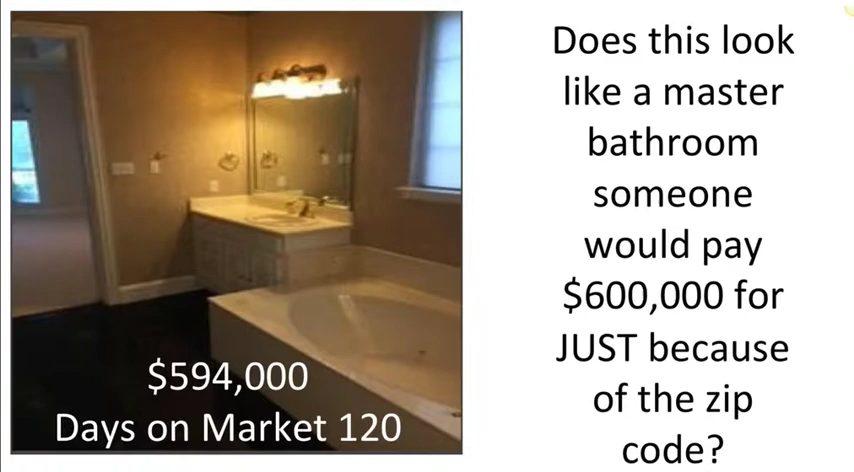 $594,000
Days on Market 120
Does this look
like a master
bathroom
someone
would pay
$600,000 for
JUST because
of the zip
code?